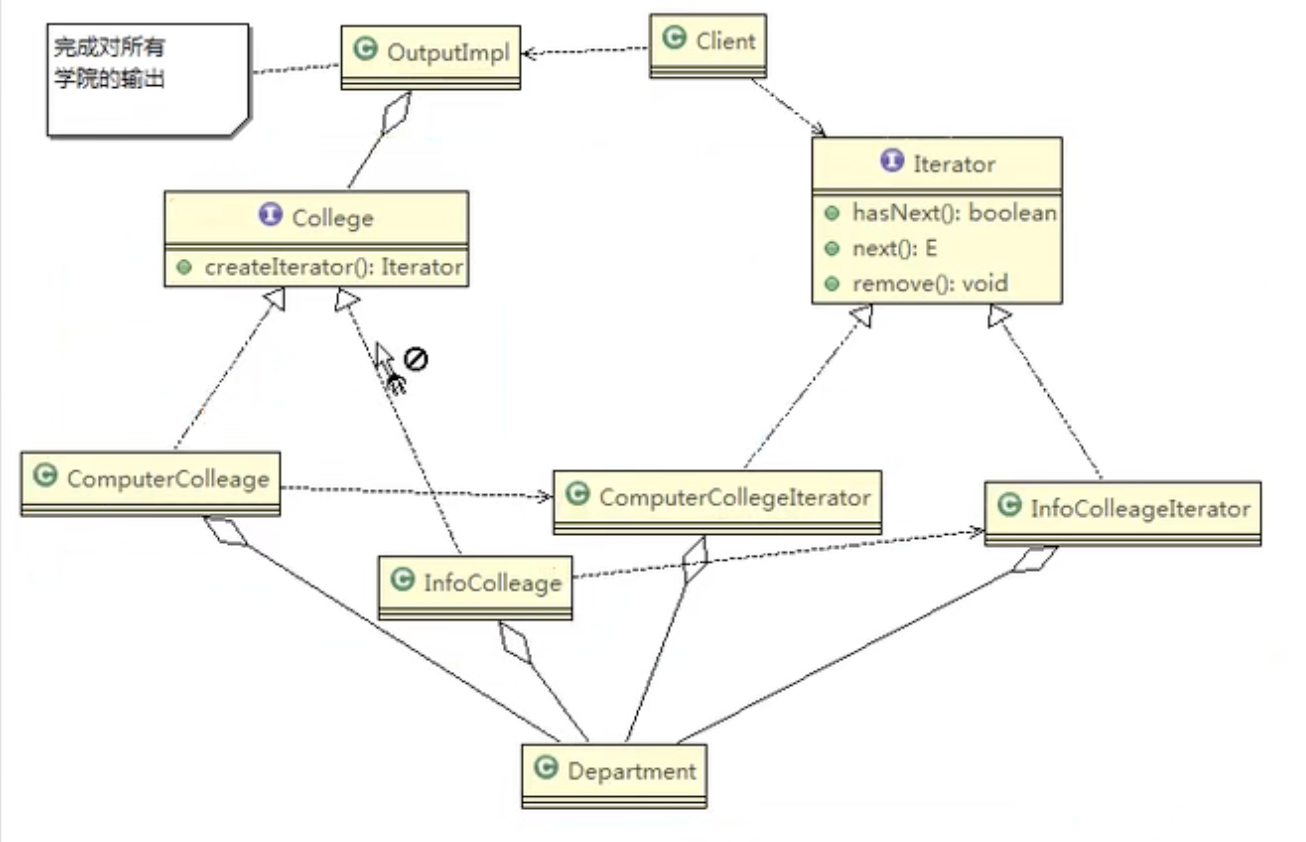 完成对所有
学院的输出
C OutputImpl
C Client
I Iterator
hasNext(): boolean
next(): E
remove(): void
I College
createIterator(): Iterator
C ComputerColleage
C ComputerCollegeIterator
C InfoColleageIterator
C InfoColleage
C Department